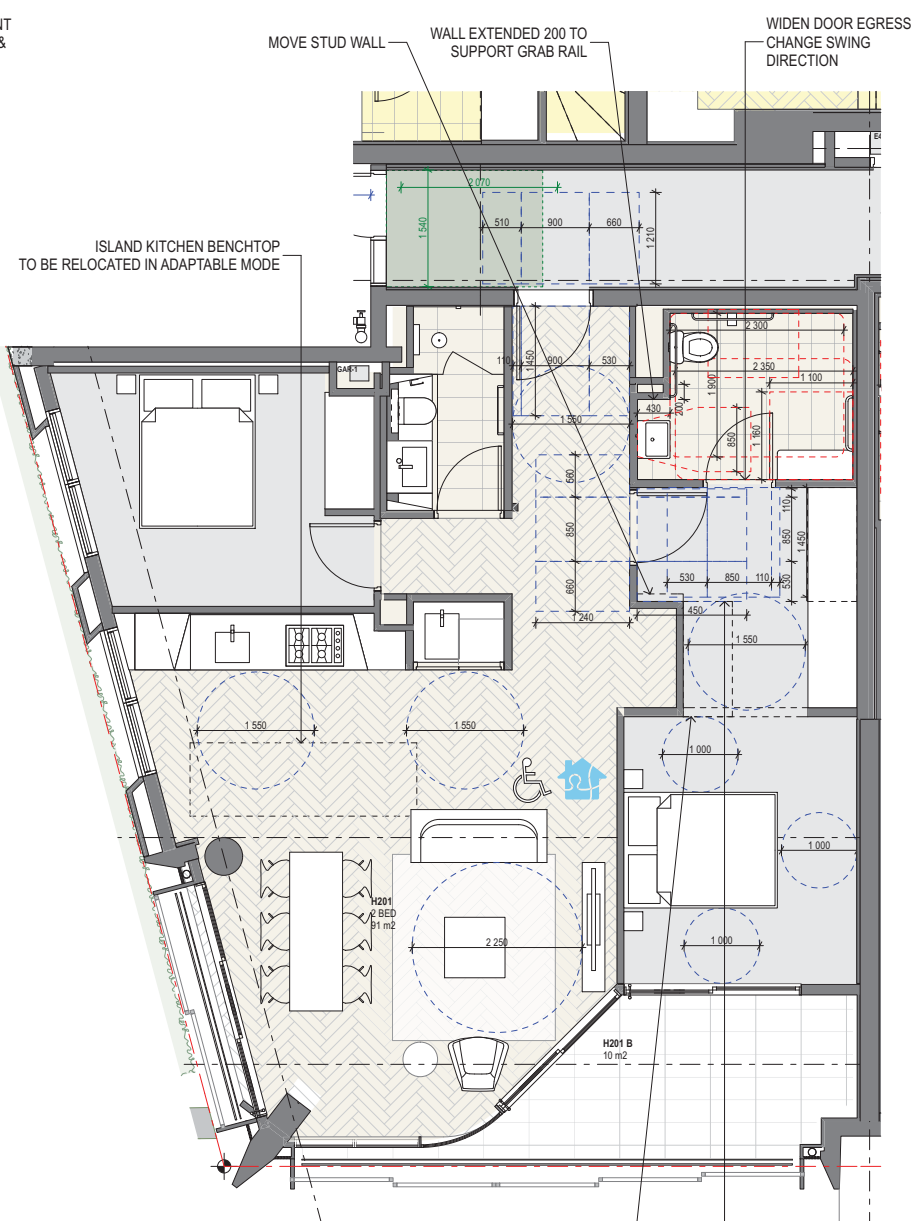 NT
&
MOVE STUD WALL
WALL EXTENDED 200 TO
SUPPORT GRAB RAIL
WIDEN DOOR EGRESS
CHANGE SWING
DIRECTION
ISLAND KITCHEN BENCHTOP
TO BE RELOCATED IN ADAPTABLE MODE
E4
2 070
1 540
510
900
660
1 210
GAR-1
110
1 450
900
530
1 550
2 300
2 350
1 100
1 900
430
200
850
1 160
560
850
660
1 240
110
850
530
1 450
530
850
110
450
1 550
1 550
1 550
1 000
1 000
1 000
H201
2 BED
91 m2
2 250
H201 B
10 m2